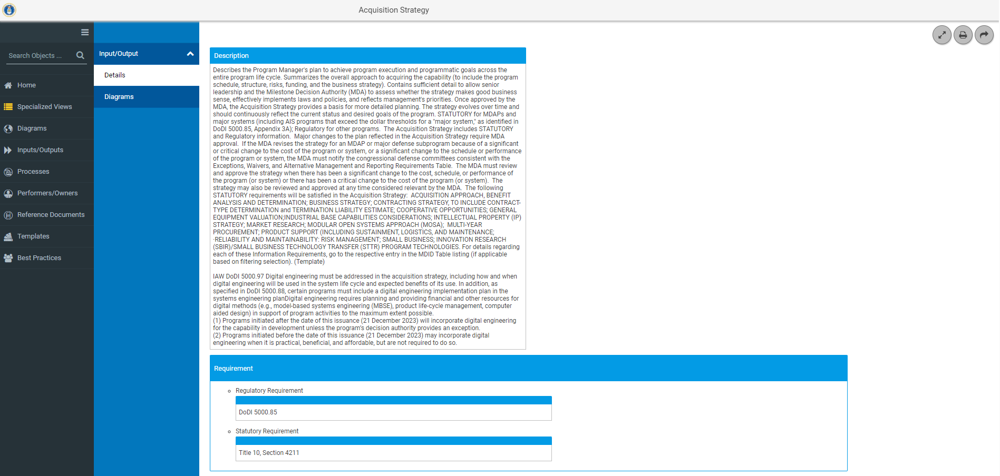 Acquisition Strategy
Search Objects ...
Home
Specialized Views
Diagrams
Inputs/Outputs
Processes
Performers/Owners
Reference Documents
Templates
Best Practices
Input/Output
Details
Diagrams
Description
Describes the Program Manager's plan to achieve program execution and programmatic goals across the
entire program life cycle. Summarizes the overall approach to acquiring the capability (to include the program
schedule, structure, risks, funding, and the business strategy). Contains sufficient detail to allow senior
leadership and the Milestone Decision Authority (MDA) to assess whether the strategy makes good business
sense, effectively implements laws and policies, and reflects management's priorities. Once approved by the
MDA, the Acquisition Strategy provides a basis for more detailed planning. The strategy evolves over time and
should continuously reflect the current status and desired goals of the program. STATUTORY for MDAPs and
major systems (including AIS programs that exceed the dollar thresholds for a "major system," as identified in
DoDI 5000.85, Appendix 3A); Regulatory for other programs.  The Acquisition Strategy includes STATUTORY
and Regulatory information.  Major changes to the plan reflected in the Acquisition Strategy require MDA
approval.  If the MDA revises the strategy for an MDAP or major defense subprogram because of a significant
or critical change to the cost of the program or system, or a significant change to the schedule or performance
of the program or system, the MDA must notify the congressional defense committees consistent with the
Exceptions, Waivers, and Alternative Management and Reporting Requirements Table.  The MDA must review
and approve the strategy when there has been a significant change to the cost, schedule, or performance of
the program (or system) or there has been a critical change to the cost of the program (or system).  The
strategy may also be reviewed and approved at any time considered relevant by the MDA.  The following
STATUTORY requirements will be satisfied in the Acquisition Strategy:  ACQUISITION APPROACH, BENEFIT
ANALYSIS AND DETERMINATION; BUSINESS STRATEGY; CONTRACTING STRATEGY, TO INCLUDE CONTRACT-
TYPE DETERMINATION and TERMINATION LIABILITY ESTIMATE; COOPERATIVE OPPORTUNITIES; GENERAL
EQUIPMENT VALUATION;INDUSTRIAL BASE CAPABILITIES CONSIDERATIONS; INTELLECTUAL PROPERTY (IP)
STRATEGY; MARKET RESEARCH; MODULAR OPEN SYSTEMS APPROACH (MOSA);  MULTI-YEAR
PROCUREMENT; PRODUCT SUPPORT (INCLUDING SUSTAINMENT, LOGISTICS, AND MAINTENANCE;
·RELIABILITY AND MAINTAINABILITY: RISK MANAGEMENT; SMALL BUSINESS; INNOVATION RESEARCH
(SBIR)/SMALL BUSINESS TECHNOLOGY TRANSFER (STTR) PROGRAM TECHNOLOGIES. For details regarding
each of these Information Requirements, go to the respective entry in the MDID Table listing (if applicable
based on filtering selection). (Template)
IAW DoDI 5000.97 Digital engineering must be addressed in the acquisition strategy, including how and when
digital engineering will be used in the system life cycle and expected benefits of its use. In addition, as
specified in DoDI 5000.88, certain programs must include a digital engineering implementation plan in the
systems engineering planDigital engineering requires planning and providing financial and other resources for
digital methods (e.g., model-based systems engineering (MBSE), product life-cycle management, computer
aided design) in support of program activities to the maximum extent possible.
(1) Programs initiated after the date of this issuance (21 December 2023) will incorporate digital engineering
for the capability in development unless the program's decision authority provides an exception.
(2) Programs initiated before the date of this issuance (21 December 2023) may incorporate digital
engineering when it is practical, beneficial, and affordable, but are not required to do so.
Requirement
Regulatory Requirement
DoDI 5000.85
Statutory Requirement
Title 10, Section 4211